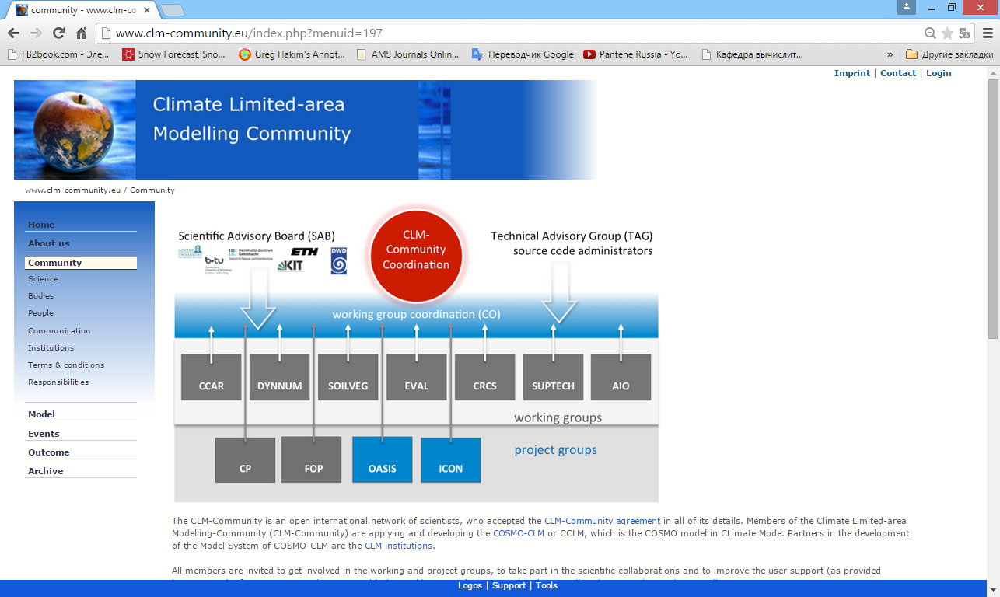 community - www.clm-co
www.clm-community.eu/index.php?menuid=197
FB2book.com - Эле... Snow Forecast, Sno... Greg Hakim's Annot... AMS Journals Onlin... Переводчик Google Pantene Russia - Yo... Кафедра вычислит... » Другие закладки
Imprint | Contact | Login
Climate Limited-area
Modelling Community
www.clm-community.eu / Community
Home
About us
Community
Science
Bodies
People
Communication
Institutions
Terms & conditions
Responsibilities
Model
Events
Outcome
Archive
Scientific Advisory Board (SAB)
b-tu
Helmholtz-Zentrum
Geesthacht
ETH
KIT
DWD
CLM-
Community
Coordination
Technical Advisory Group (TAG)
source code administrators
working group coordination (CO)
CCAR DYNNUM SOILVEG EVAL CRCS SUPTECH AIO
working groups
project groups
CP FOP OASIS ICON
The CLM-Community is an open international network of scientists, who accepted the CLM-Community agreement in all of its details. Members of the Climate Limited-area
Modelling-Community (CLM-Community) are applying and developing the COSMO-CLM or CCLM, which is the COSMO model in CLimate Mode. Partners in the development
of the Model System of COSMO-CLM are the CLM institutions.
All members are invited to get involved in the working and project groups, to take part in the scientific collaborations and to improve the user support (as provided
Logos | Support | Tools